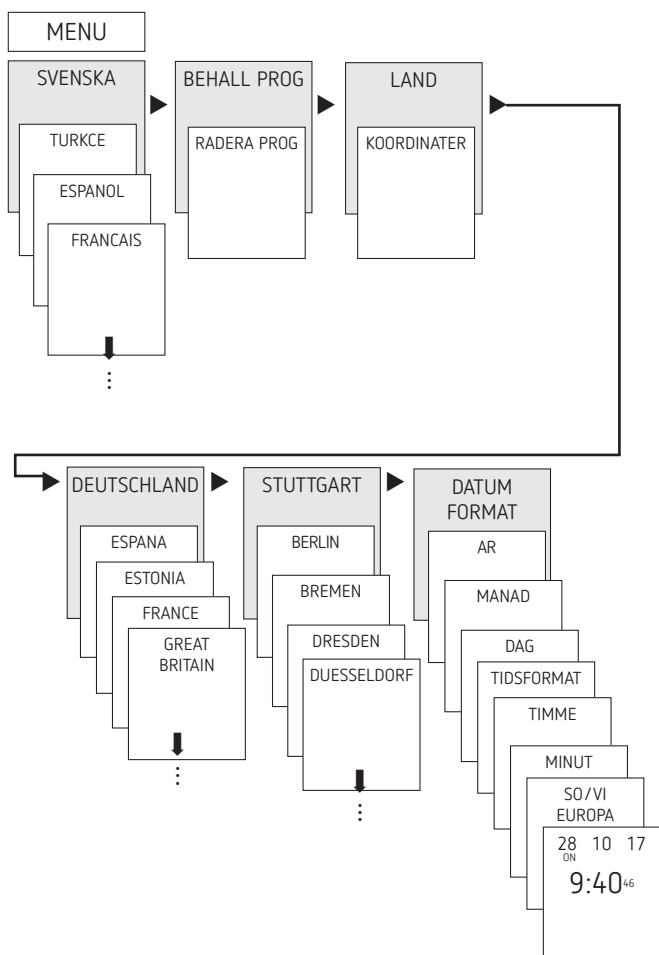 MENU
SVENSKA
TURKCE
ESPANOL
FRANCAIS
⋮
BEHALL PROG
RADERA PROG
LAND
KOORDINATER
DEUTSCHLAND
ESPANA
ESTONIA
FRANCE
GREAT
BRITAIN
⋮
STUTTGART
BERLIN
BREMEN
DRESDEN
DUESSELDORF
⋮
DATUM
FORMAT
AR
MANAD
DAG
TIDSFORMAT
TIMME
MINUT
SO/VI
EUROPA
28 10 17
ON
9:40 46